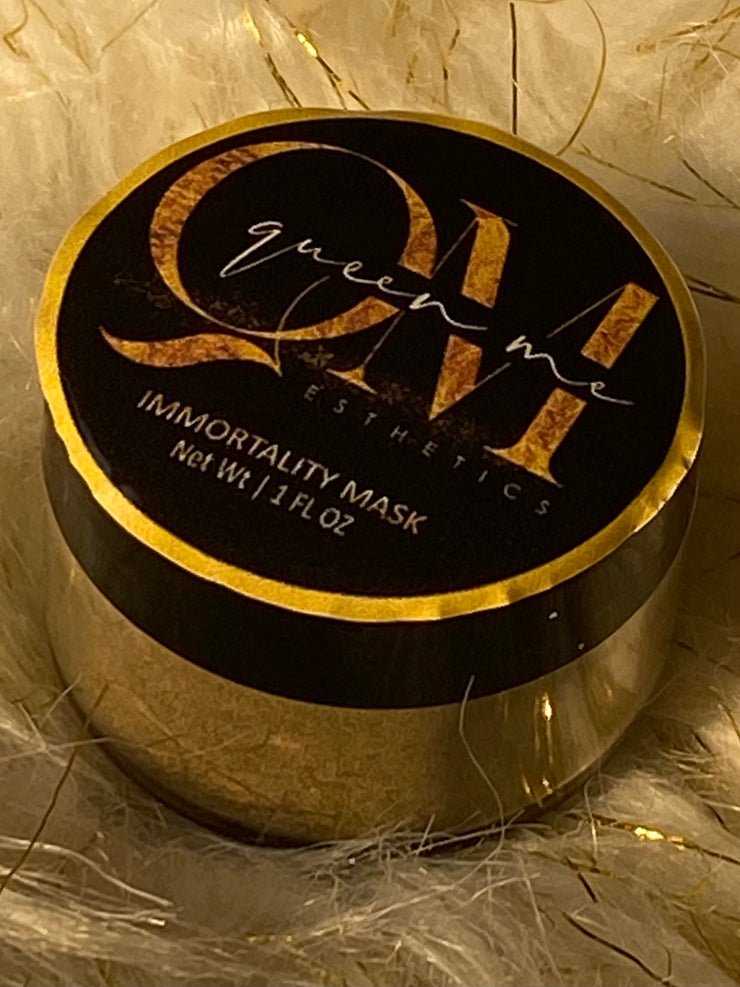 QM
queen me
ESTHETICS
IMMORTALITY MASK
Net Wt | 1 FL OZ